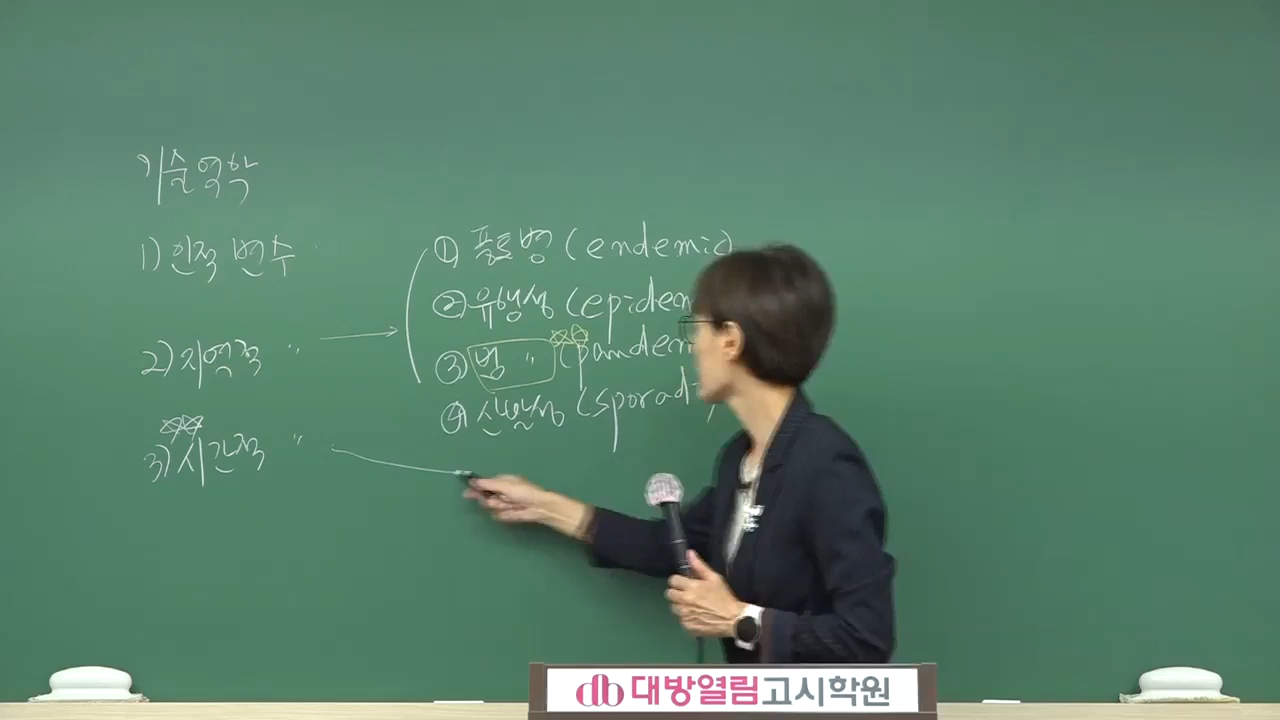 기술역학
1) 인적 변수
2) 지역적 〃
3) 시간적 〃
① 풍토병 (endemic)
② 유행성 (epidem
③ 범 〃 (pandem
④ 산발성 (sporadi
대방열림고시학원